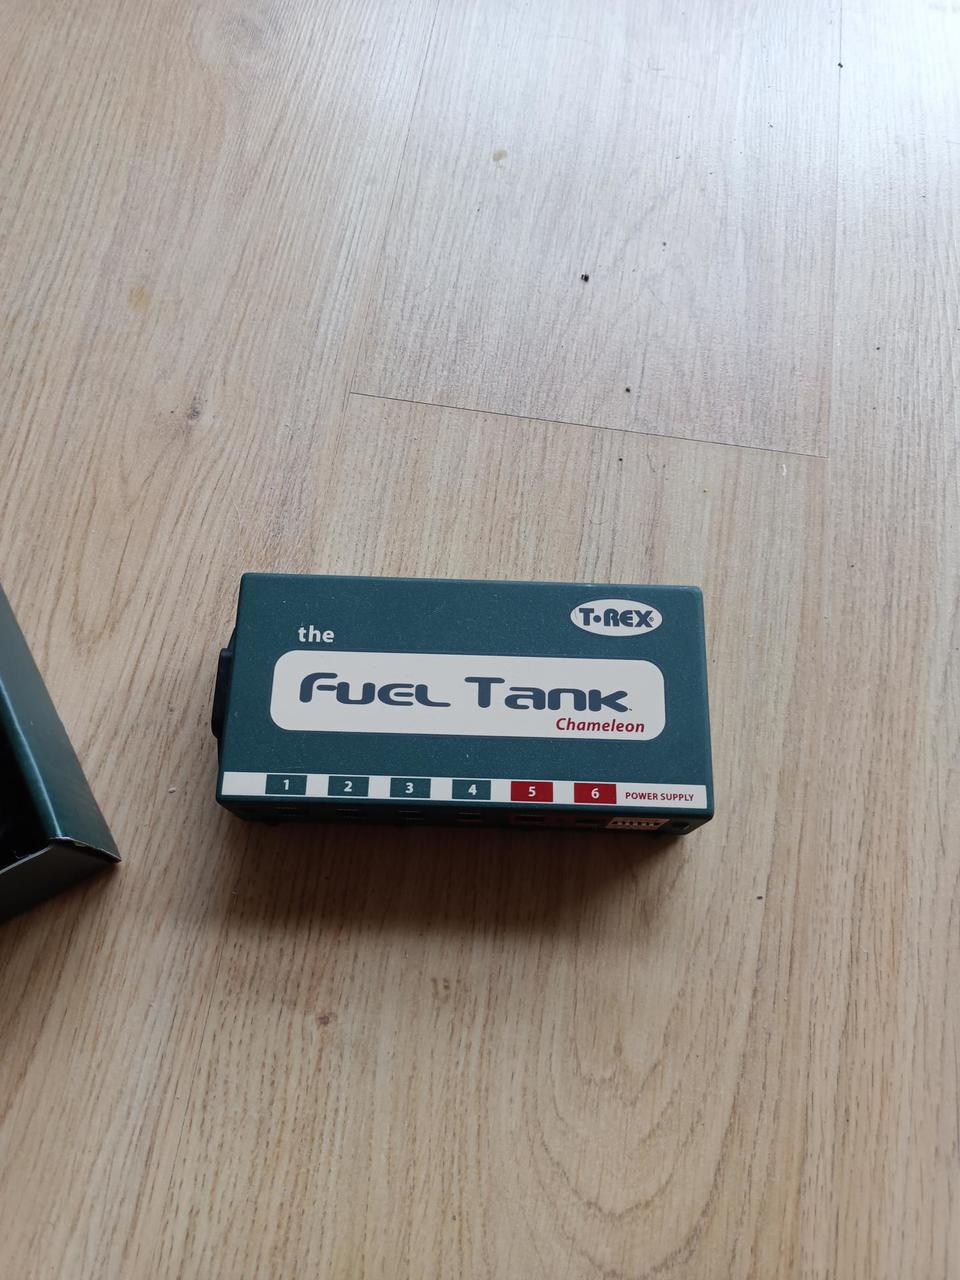 T·REX®
the
Fuel Tank
Chameleon
1 2 3 4 5 6 POWER SUPPLY